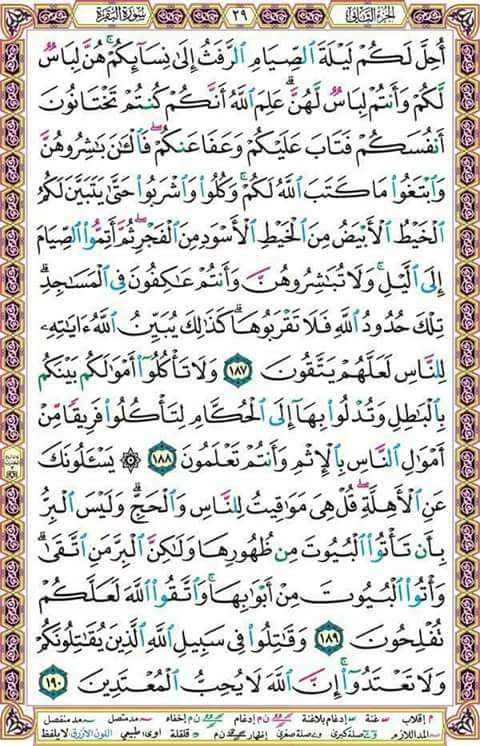 الجزء الثاني ٢٩ سورة البقرة
أُحِلَّ لَكُمْ لَيْلَةَ ٱلصِّيَامِ ٱلرَّفَثُ إِلَىٰ نِسَآئِكُمْ ۚ هُنَّ لِبَاسٌ
لَّكُمْ وَأَنتُمْ لِبَاسٌ لَّهُنَّ ۗ عَلِمَ ٱللَّهُ أَنَّكُمْ كُنتُمْ تَخْتَانُونَ
أَنفُسَكُمْ فَتَابَ عَلَيْكُمْ وَعَفَا عَنكُمْ ۖ فَٱلْـَٰٔنَ بَـٰشِرُوهُنَّ
وَٱبْتَغُوا۟ مَا كَتَبَ ٱللَّهُ لَكُمْ ۚ وَكُلُوا۟ وَٱشْرَبُوا۟ حَتَّىٰ يَتَبَيَّنَ لَكُمُ
ٱلْخَيْطُ ٱلْأَبْيَضُ مِنَ ٱلْخَيْطِ ٱلْأَسْوَدِ مِنَ ٱلْفَجْرِ ۖ ثُمَّ أَتِمُّوا۟ ٱلصِّيَامَ
إِلَى ٱلَّيْلِ ۚ وَلَا تُبَـٰشِرُوهُنَّ وَأَنتُمْ عَـٰكِفُونَ فِى ٱلْمَسَـٰجِدِ ۗ
تِلْكَ حُدُودُ ٱللَّهِ فَلَا تَقْرَبُوهَا ۗ كَذَٰلِكَ يُبَيِّنُ ٱللَّهُ ءَايَـٰتِهِۦ
لِلنَّاسِ لَعَلَّهُمْ يَتَّقُونَ ١٨٧ وَلَا تَأْكُلُوٓا۟ أَمْوَٰلَكُم بَيْنَكُم
بِٱلْبَـٰطِلِ وَتُدْلُوا۟ بِهَآ إِلَى ٱلْحُكَّامِ لِتَأْكُلُوا۟ فَرِيقًا مِّنْ
أَمْوَٰلِ ٱلنَّاسِ بِٱلْإِثْمِ وَأَنتُمْ تَعْلَمُونَ ١٨٨ ۞ يَسْـَٔلُونَكَ
عَنِ ٱلْأَهِلَّةِ ۖ قُلْ هِىَ مَوَٰقِيتُ لِلنَّاسِ وَٱلْحَجِّ ۗ وَلَيْسَ ٱلْبِرُّ
بِأَن تَأْتُوا۟ ٱلْبُيُوتَ مِن ظُهُورِهَا وَلَـٰكِنَّ ٱلْبِرَّ مَنِ ٱتَّقَىٰ ۗ
وَأْتُوا۟ ٱلْبُيُوتَ مِنْ أَبْوَٰبِهَا ۚ وَٱتَّقُوا۟ ٱللَّهَ لَعَلَّكُمْ
تُفْلِحُونَ ١٨٩ وَقَـٰتِلُوا۟ فِى سَبِيلِ ٱللَّهِ ٱلَّذِينَ يُقَـٰتِلُونَكُمْ
وَلَا تَعْتَدُوٓا۟ ۚ إِنَّ ٱللَّهَ لَا يُحِبُّ ٱلْمُعْتَدِينَ ١٩٠
م إقلاب غنة إدغام بلاغنة ن م إدغام ن م إخفاء مد متصل مد منفصل
المد اللازم صلة كبرى صلة صغرى إظهار ن م قلقلة طبيعي اللون الأزرق لا يلفظ